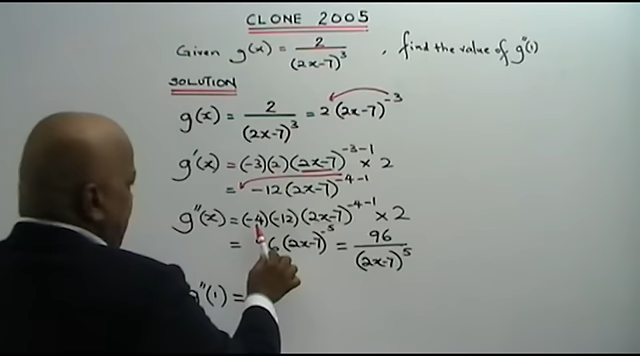 CLONE 2005
Given g(x) = 2/(2x-7)^3 , find the value of g''(1)
SOLUTION
g(x) = 2/(2x-7)^3 = 2(2x-7)^-3
g'(x) = (-3)(2)(2x-7)^-3-1 × 2
= -12(2x-7)^-4-1
g''(x) = (-4)(-12)(2x-7)^-4-1 × 2
= 6(2x-7)^-5 = 96/(2x-7)^5
g''(1) =